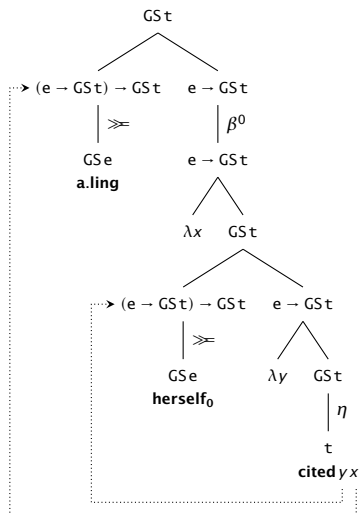 GSt
(e → GSt) → GSt e → GSt
≫= β⁰
GSe e → GSt
a.ling
λx GSt
(e → GSt) → GSt e → GSt
≫=
GSe λy GSt
herself₀
η
t
cited y x